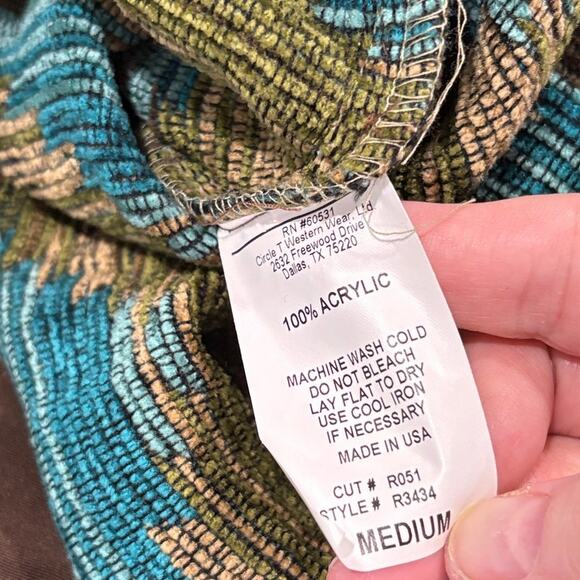 RN #60531
Circle T Western Wear, Ltd.
2632 Freewood Drive
Dallas, TX 75220
100% ACRYLIC
MACHINE WASH COLD
DO NOT BLEACH
LAY FLAT TO DRY
USE COOL IRON
IF NECESSARY
MADE IN USA
CUT # R051
STYLE # R3434
MEDIUM